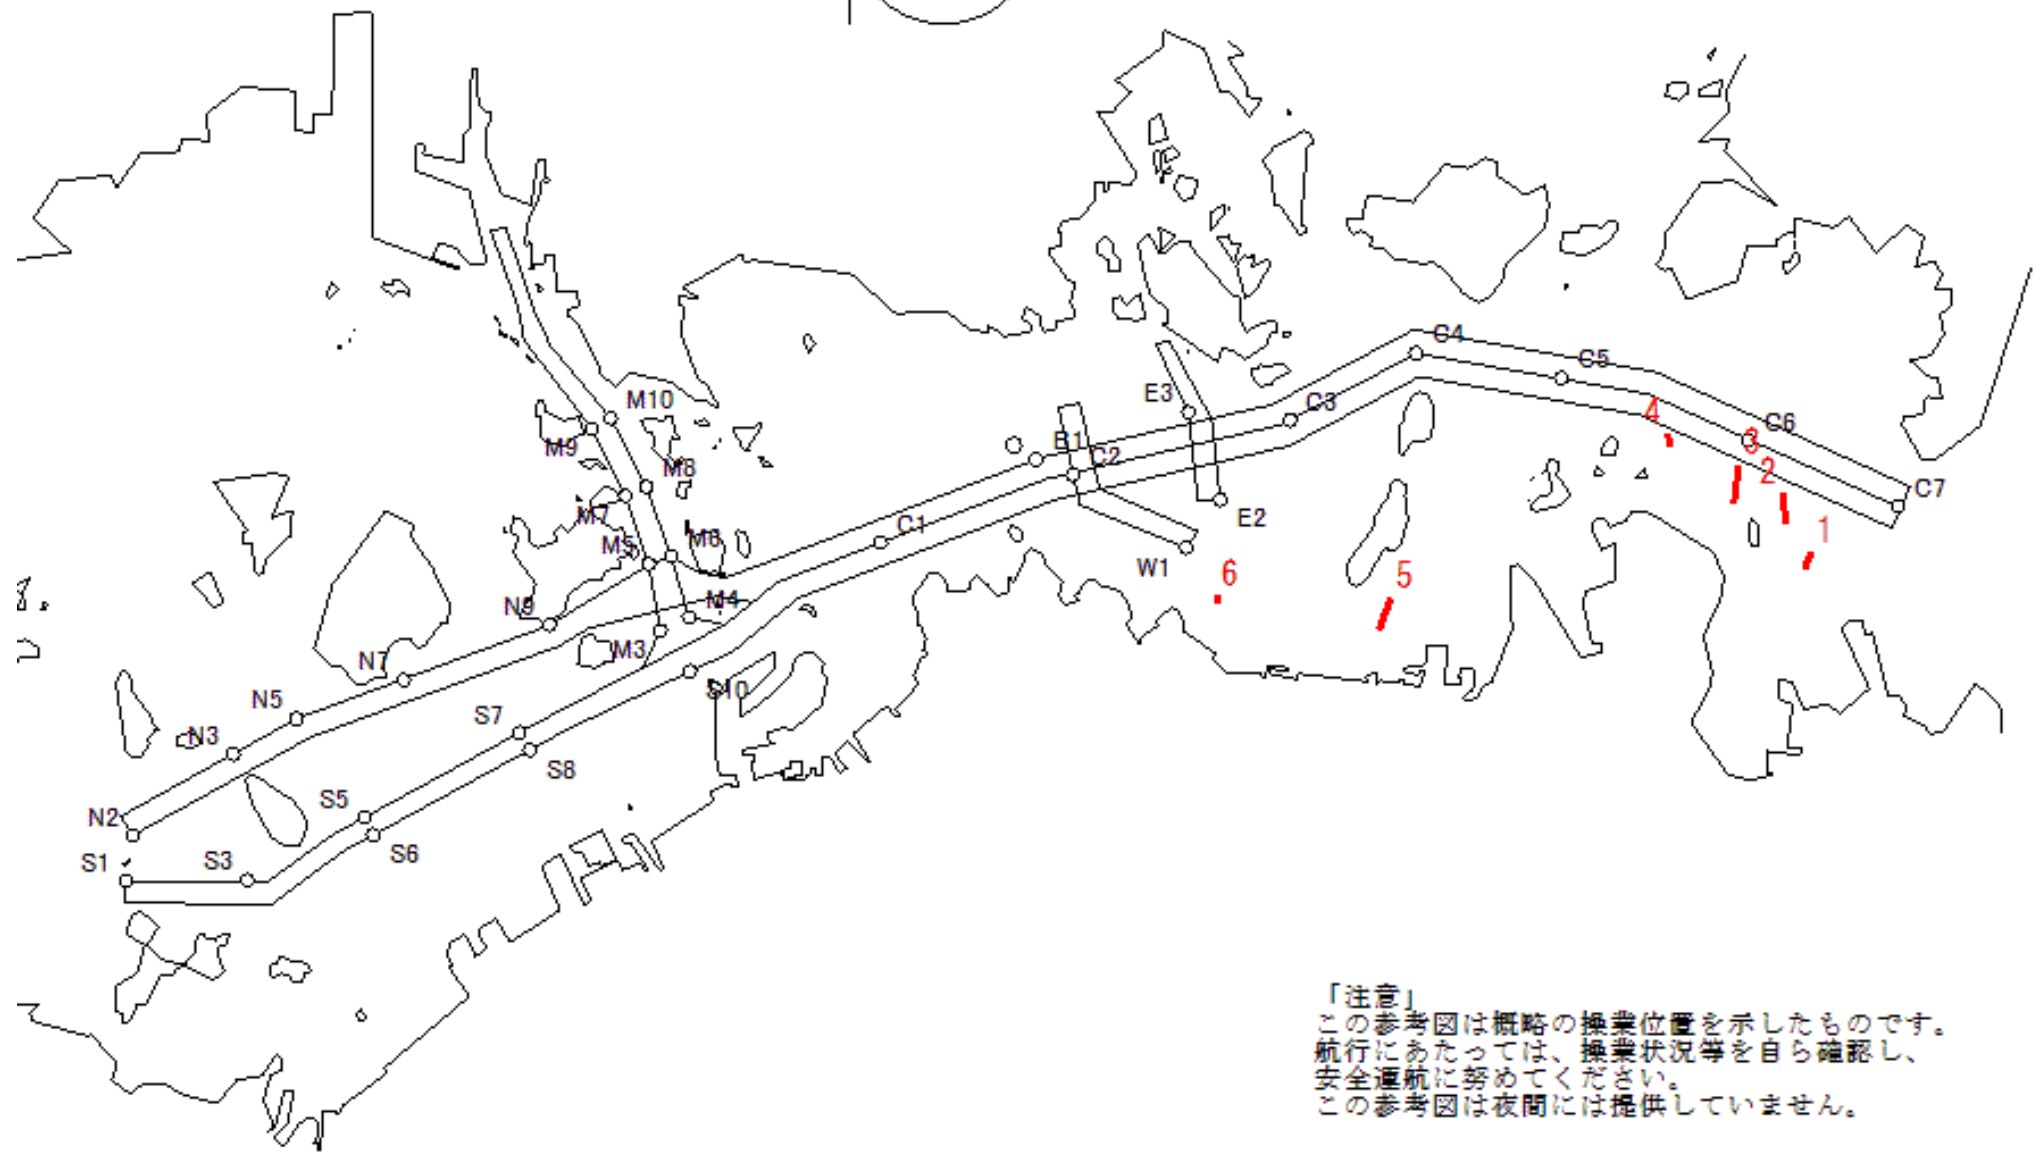 C4
C5
M10
E3
C3
4
C6
M9
B1
3
M8
C2
2
C7
M7
E2
M5
M6
C1
1
W1
6
5
N9
M4
M3
N7
S10
N5
S7
N3
S8
S5
N2
S6
S1
S3
「注意」
この参考図は概略の操業位置を示したものです。
航行にあたっては、操業状況等を自ら確認し、
安全運航に努めてください。
この参考図は夜間には提供していません。